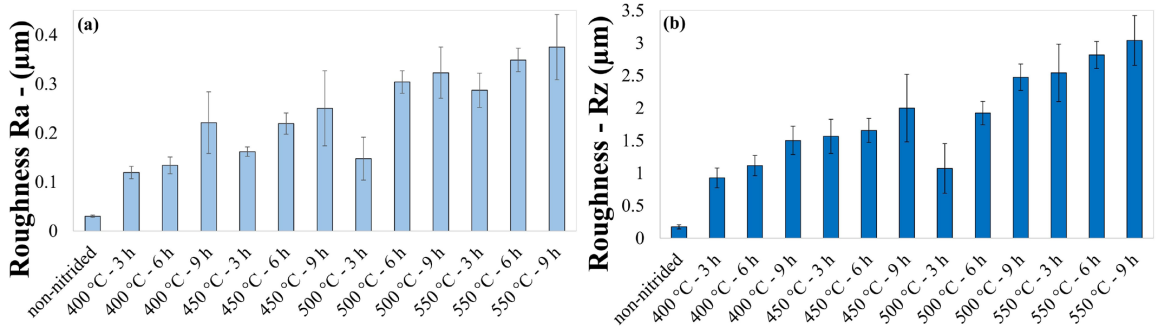 (a)
Roughness Ra - (µm)
0.4
0.3
0.2
0.1
0
non-nitrided
400 °C - 3 h
400 °C - 6 h
400 °C - 9 h
450 °C - 3 h
450 °C - 6 h
450 °C - 9 h
500 °C - 3 h
500 °C - 6 h
500 °C - 9 h
550 °C - 3 h
550 °C - 6 h
550 °C - 9 h
(b)
Roughness - Rz (µm)
3.5
3
2.5
2
1.5
1
0.5
0
non-nitrided
400 °C - 3 h
400 °C - 6 h
400 °C - 9 h
450 °C - 3 h
450 °C - 6 h
450 °C - 9 h
500 °C - 3 h
500 °C - 6 h
500 °C - 9 h
550 °C - 3 h
550 °C - 6 h
550 °C - 9 h